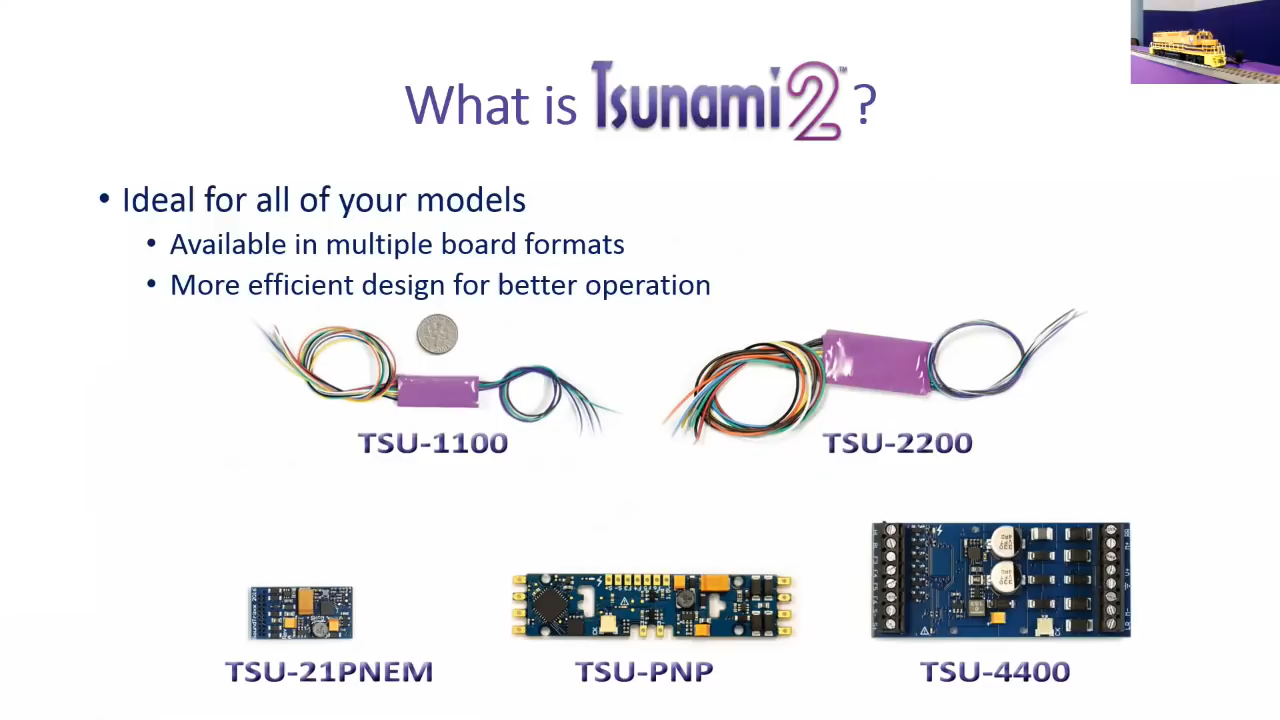 What is Tsunami2™?
• Ideal for all of your models
• Available in multiple board formats
• More efficient design for better operation
TSU-1100
TSU-2200
TSU-21PNEM
TSU-PNP
TSU-4400